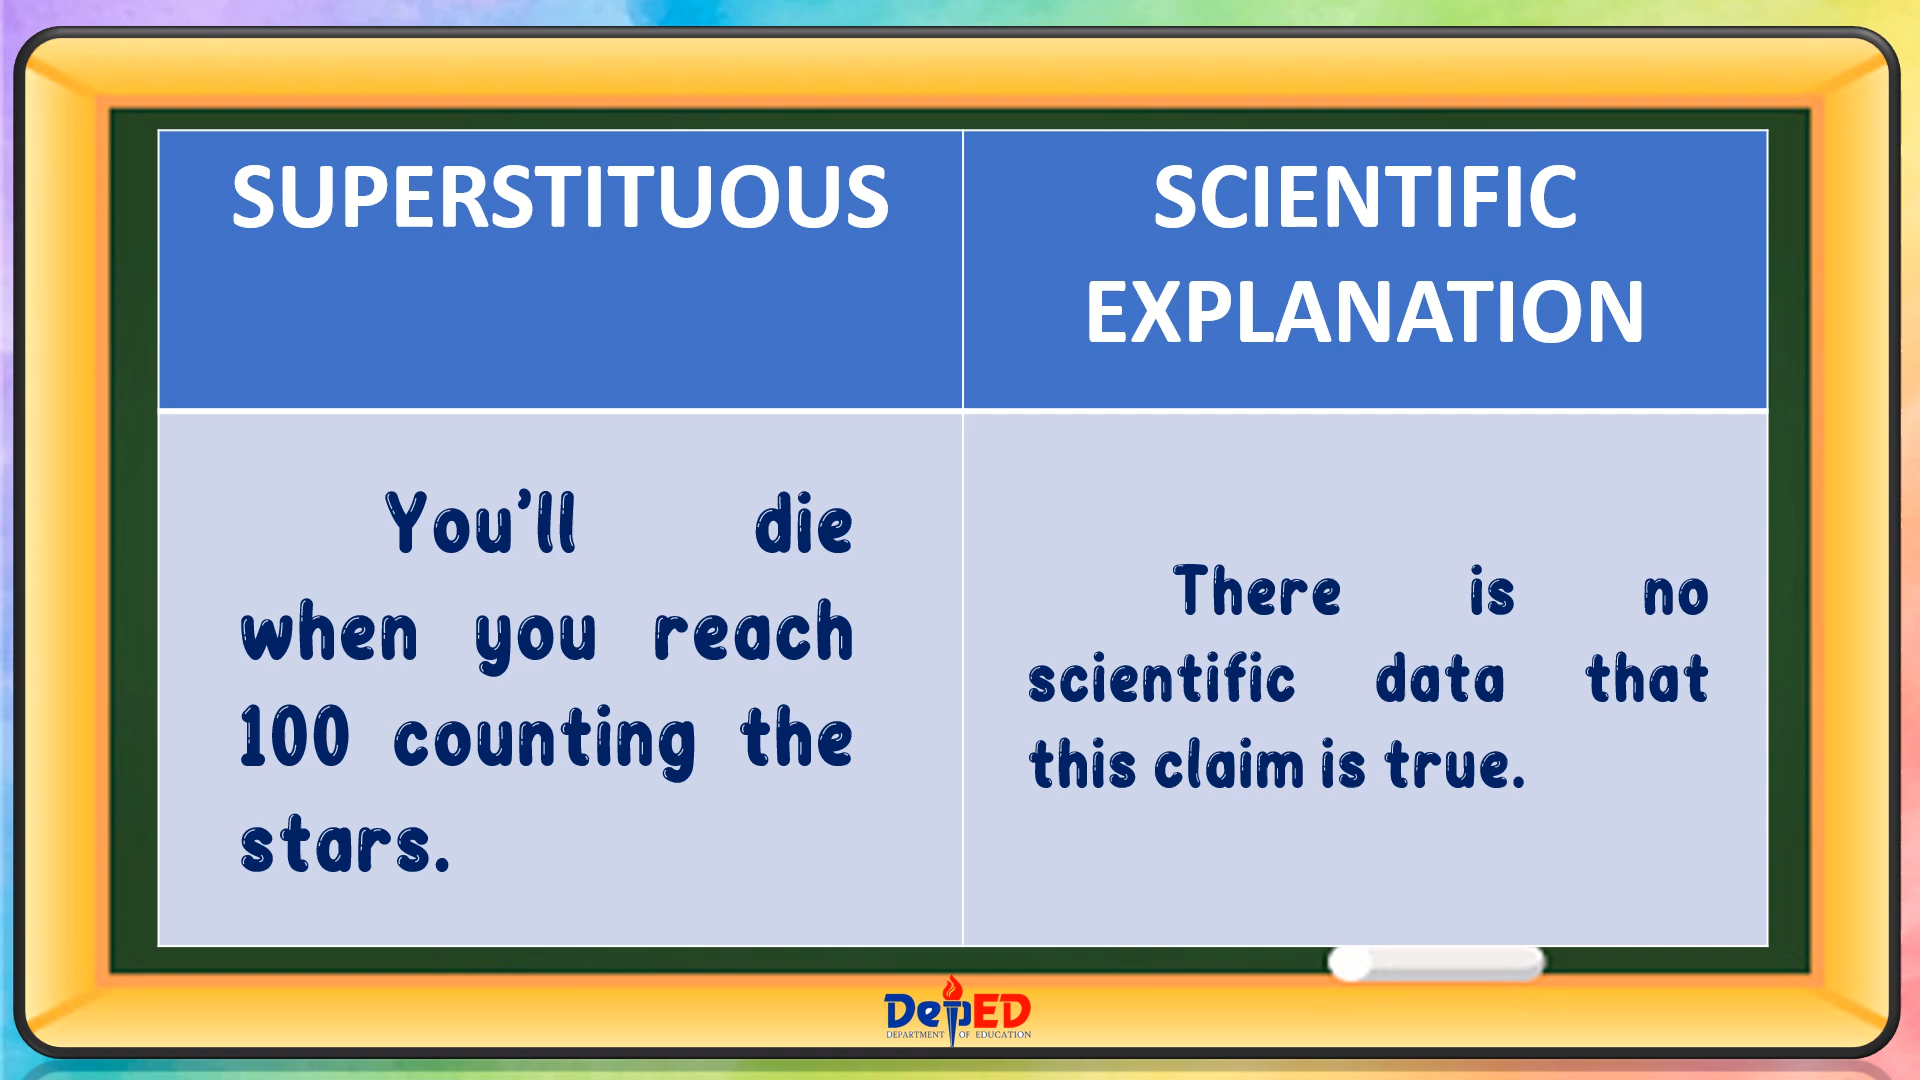 SUPERSTITUOUS
SCIENTIFIC
EXPLANATION
You’ll die
when you reach
100 counting the
stars.
There is no
scientific data that
this claim is true.
DepED
DEPARTMENT OF EDUCATION